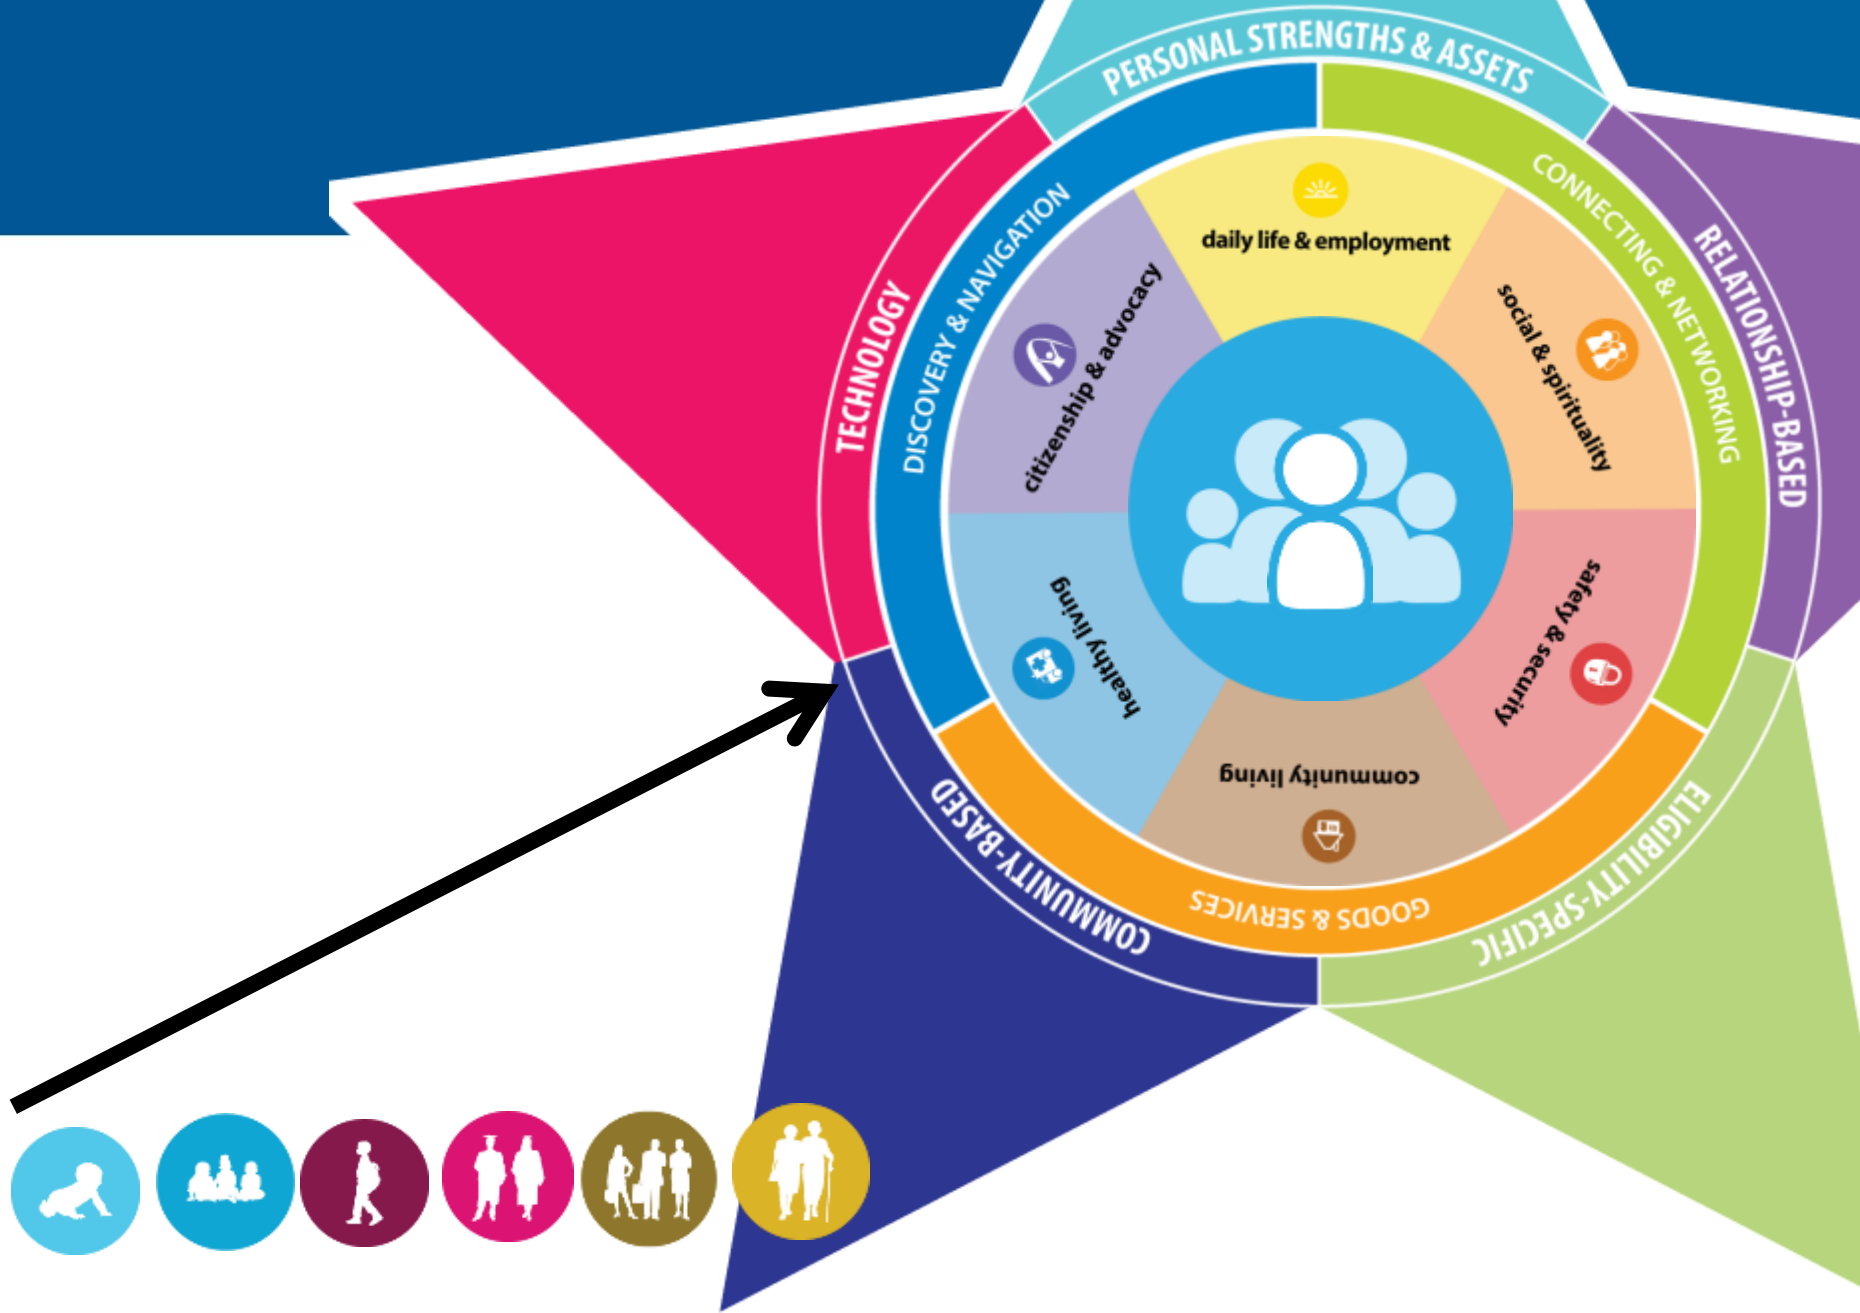 PERSONAL STRENGTHS & ASSETS
TECHNOLOGY
RELATIONSHIP-BASED
COMMUNITY-BASED
ELIGIBILITY-SPECIFIC
DISCOVERY & NAVIGATION
CONNECTING & NETWORKING
GOODS & SERVICES
daily life & employment
citizenship & advocacy
social & spirituality
healthy living
safety & security
community living